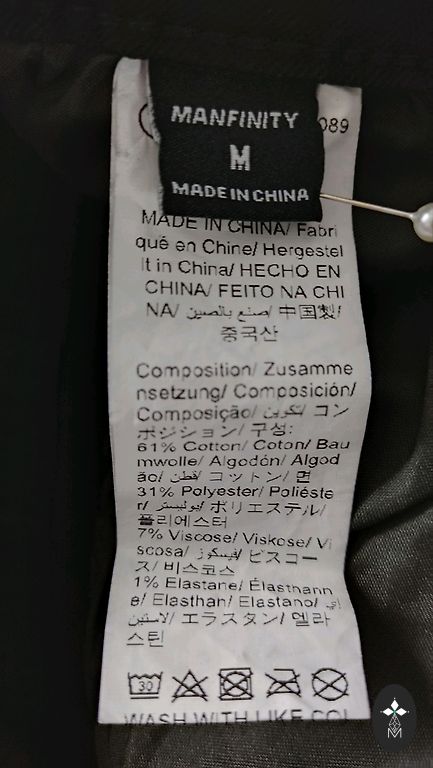 MANFINITY
M
MADE IN CHINA
089
MADE IN CHINA/ Fabri
qué en Chine/ Hergestel
lt in China/ HECHO EN
CHINA/ FEITO NA CHI
NA/ صنع بالصين/ 中国製/
중국산
Composition/ Zusamme
nsetzung/ Composición/
Composição/ تكوين/ コン
ポジション/ 구성:
61% Cotton/ Coton/ Bau
mwolle/ Algodón/ Algod
ão/ قطن/ コットン/ 면
31% Polyester/ Poliéste
r/ بوليستر/ ポリエステル/
폴리에스터
7% Viscose/ Viskose/ Vi
scosa/ فيسكوز/ ビスコー
ス/ 비스코스
1% Elastane/ Élasthann
e/ Elasthan/ Elastano/ إي
لاستين/ エラスタン/ 엘라
스틴
30
WASH WITH LIKE COL
M